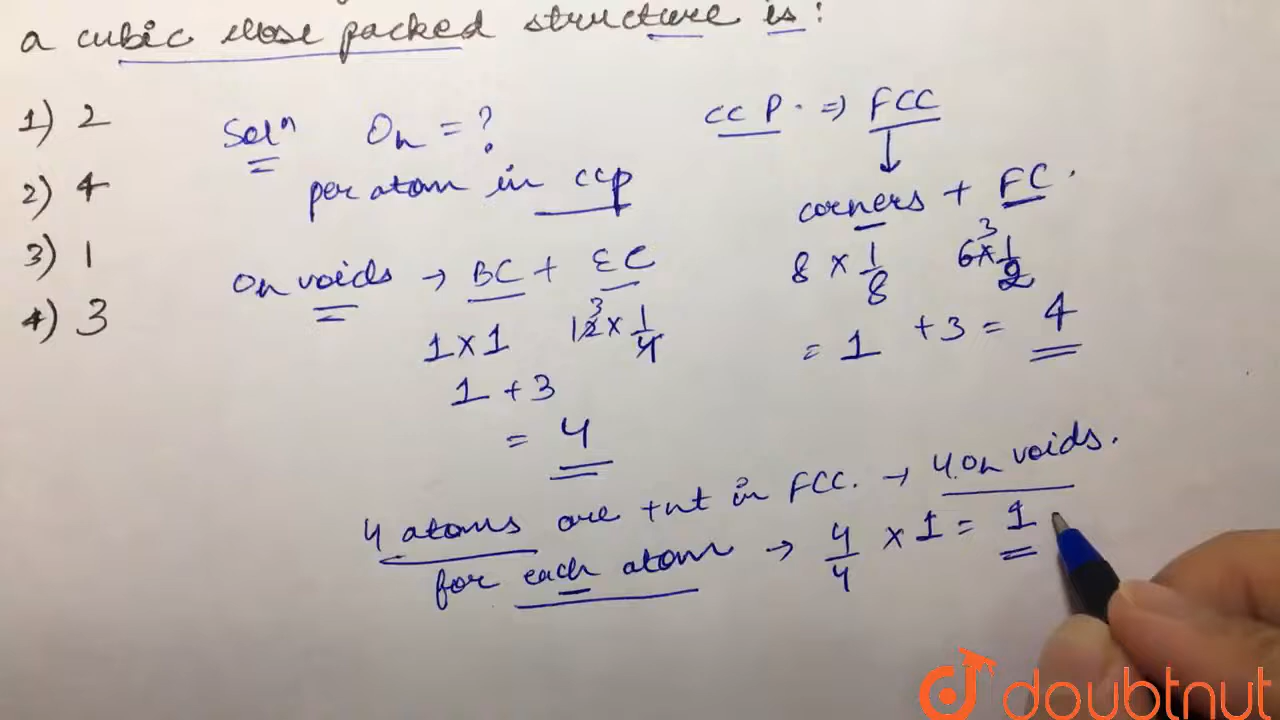 a cubic close packed structure is:
1) 2
2) 4
3) 1
4) 3
Solⁿ Oh = ?
per atom in ccp
Oh voids → BC + EC
1 × 1 12 3 × 1/4
1 + 3
= 4
CCP. ⇒ FCC
↓
corners + FC.
8 × 1/8 6 3 × 1/2
= 1 + 3 = 4
4 atoms are +nt in FCC. → 4 Oh voids.
for each atom → 4/4 × 1 = 1
doubtnut